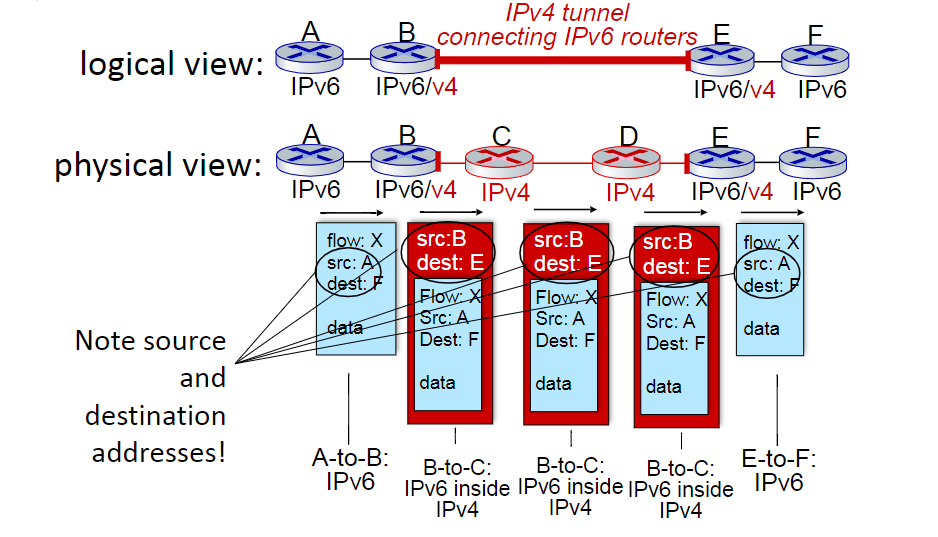 IPv4 tunnel
connecting IPv6 routers
logical view:
A
B
E
F
IPv6
IPv6/v4
IPv6/v4
IPv6
physical view:
A
B
C
D
E
F
IPv6
IPv6/v4
IPv4
IPv4
IPv6/v4
IPv6
flow: X
src: A
dest: F
data
src:B
dest: E
Flow: X
Src: A
Dest: F
data
src:B
dest: E
Flow: X
Src: A
Dest: F
data
src:B
dest: E
Flow: X
Src: A
Dest: F
data
flow: X
src: A
dest: F
data
Note source
and
destination
addresses!
A-to-B:
IPv6
B-to-C:
IPv6 inside
IPv4
B-to-C:
IPv6 inside
IPv4
B-to-C:
IPv6 inside
IPv4
E-to-F:
IPv6